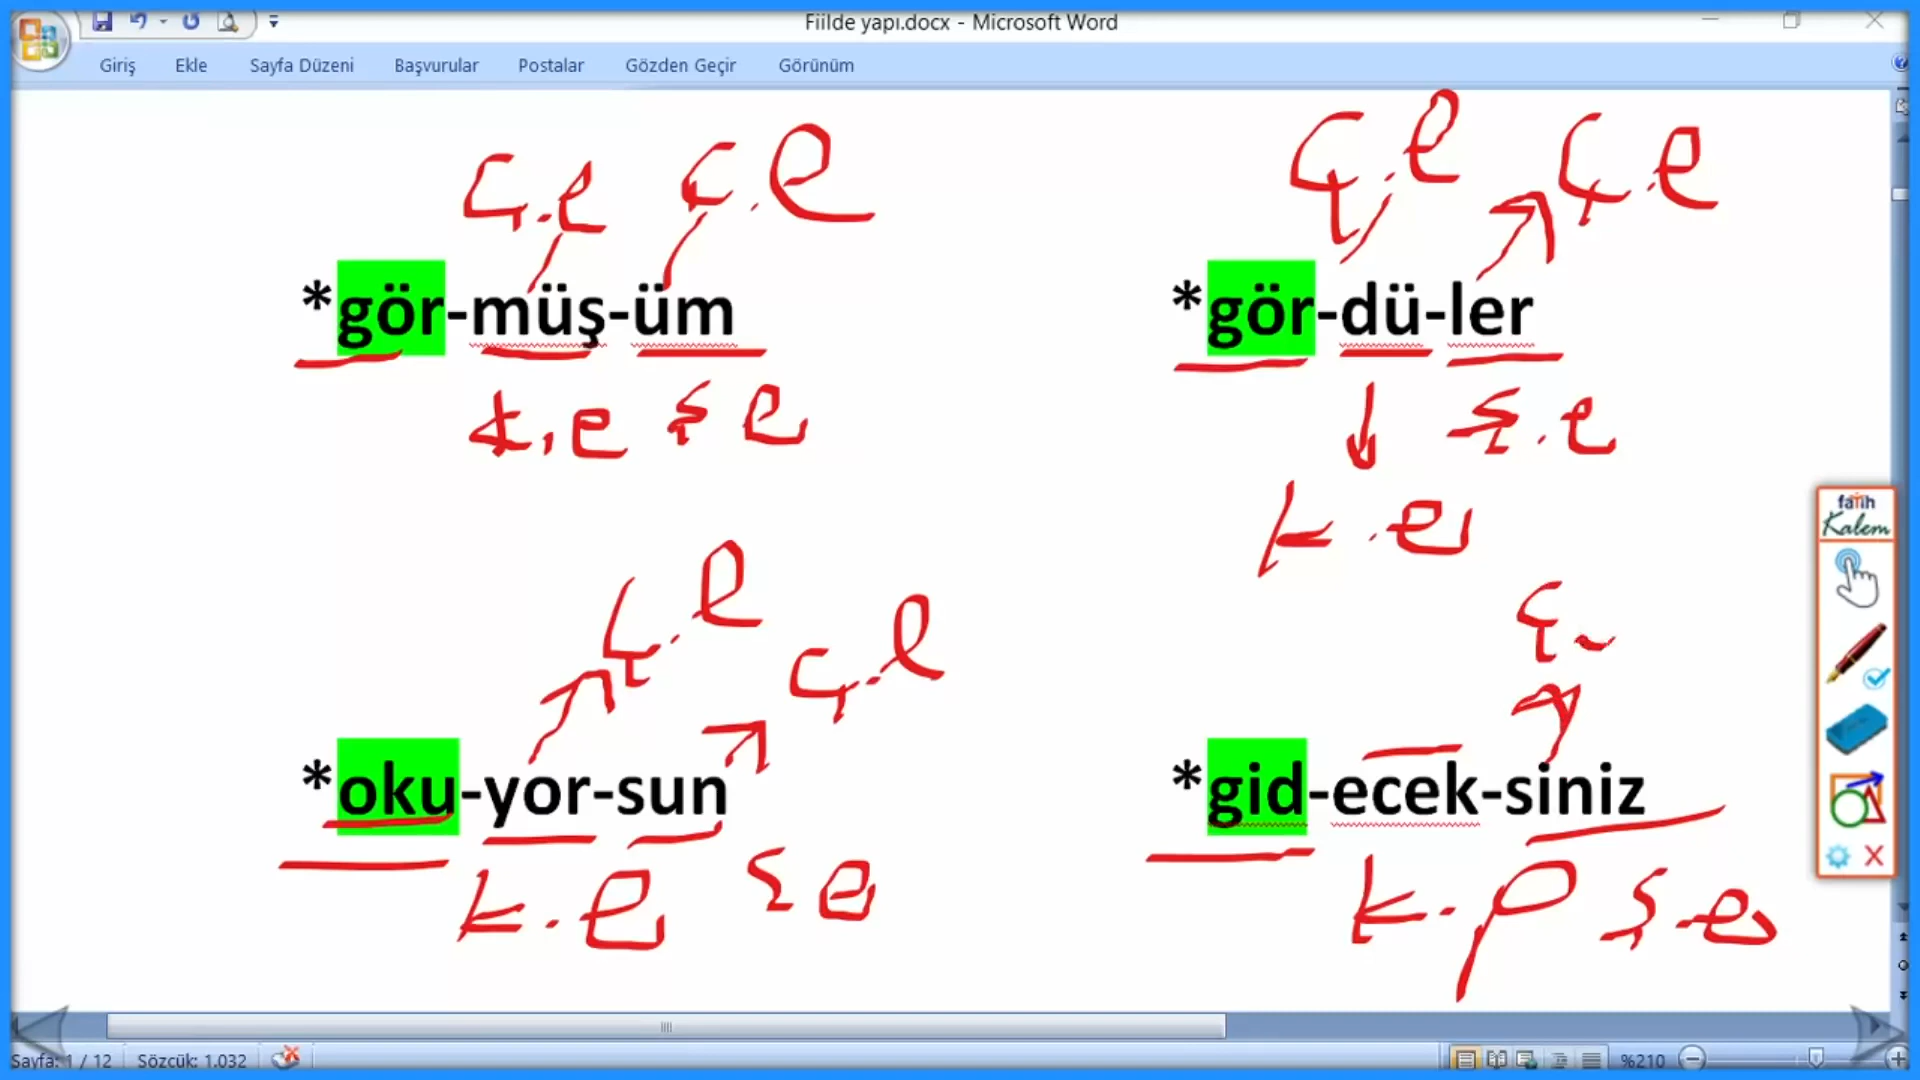 Fiilde yapı.docx - Microsoft Word
Giriş Ekle Sayfa Düzeni Başvurular Postalar Gözden Geçir Görünüm
ç.e ç.e
ç.e ç.e
*gör-müş-üm
*gör-dü-ler
k.e ş e
ş.e
k.e
fatih
Kalem
ç.e ç.e
ç.
*oku-yor-sun
*gid-ecek-siniz
k.e ş e
k.e ş.e
Sayfa: 1 / 12 Sözcük: 1.032 %210